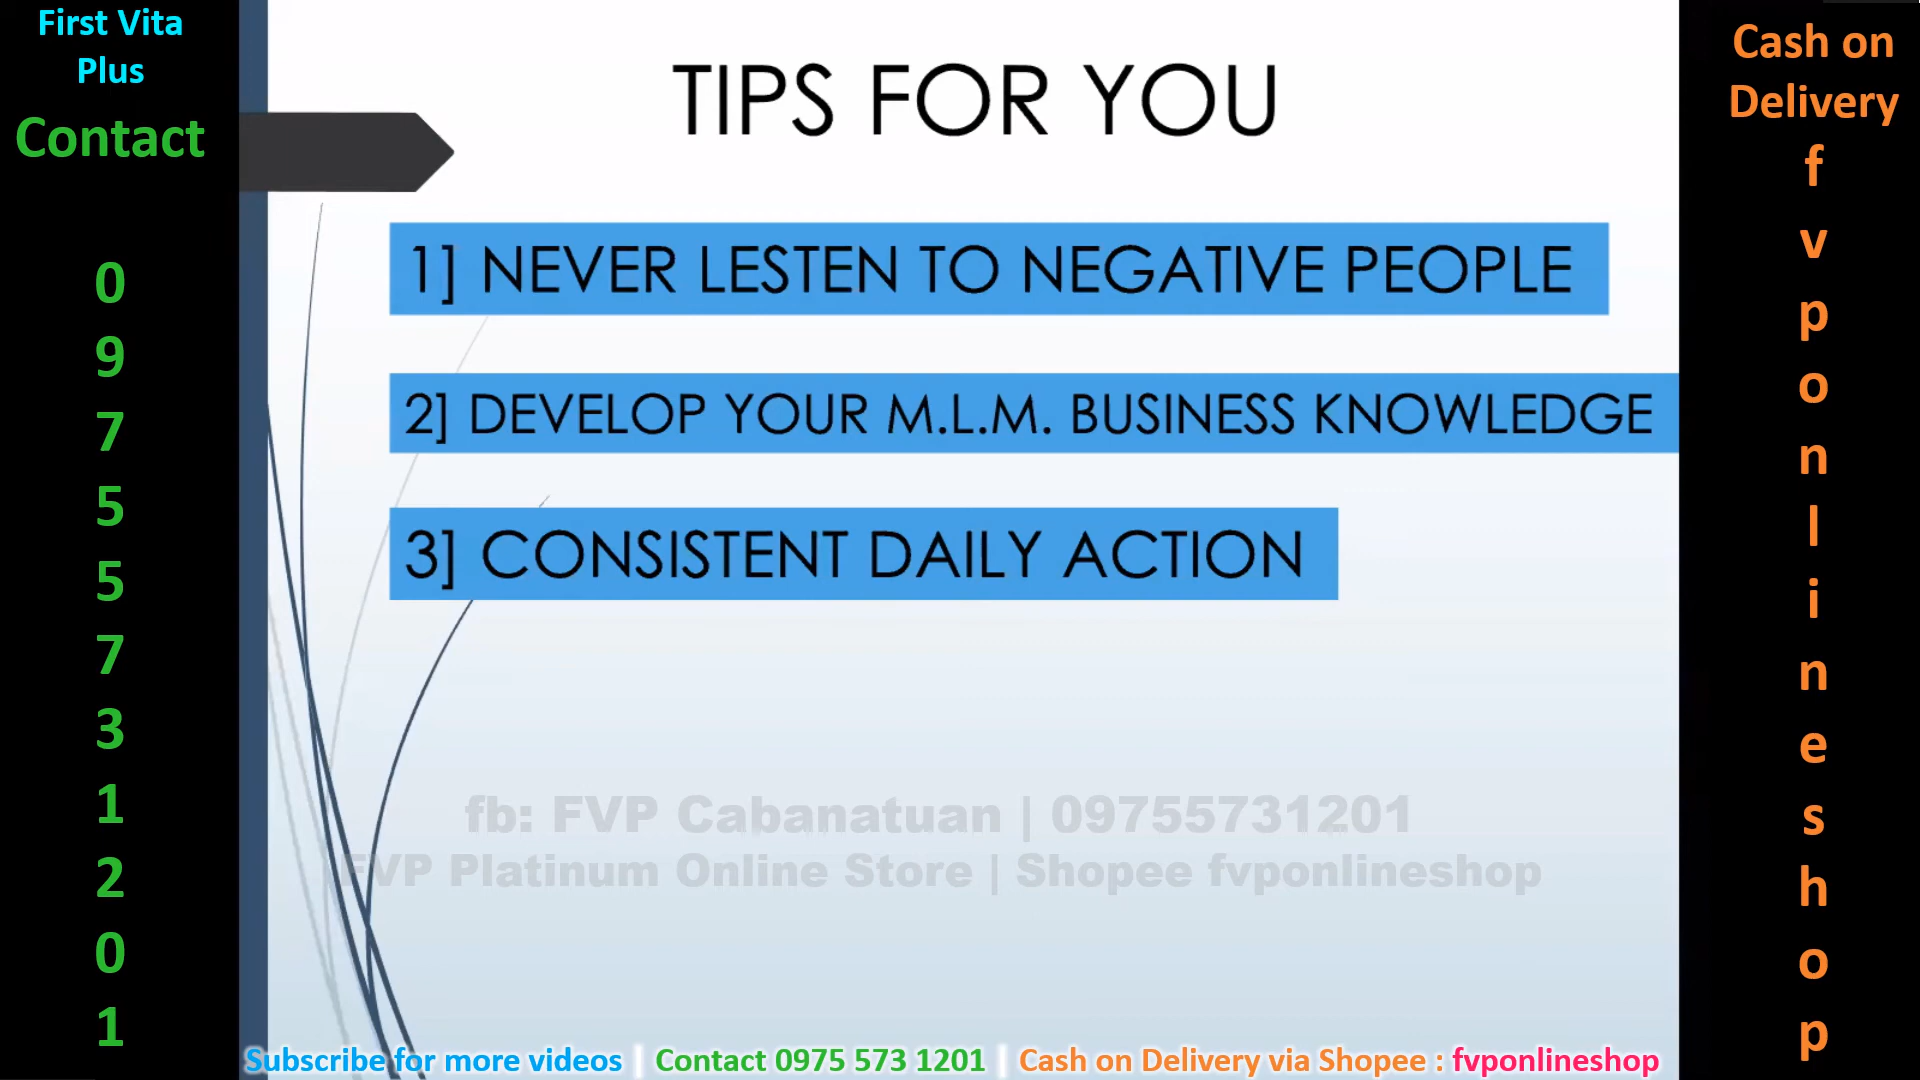 First Vita
Plus
Contact
0
9
7
5
5
7
3
1
2
0
1
TIPS FOR YOU
1] NEVER LESTEN TO NEGATIVE PEOPLE
2] DEVELOP YOUR M.L.M. BUSINESS KNOWLEDGE
3] CONSISTENT DAILY ACTION
fb: FVP Cabanatuan | 09755731201
FVP Platinum Online Store | Shopee fvponlineshop
Subscribe for more videos | Contact 0975 573 1201 | Cash on Delivery via Shopee : fvponlineshop
Cash on
Delivery
f
v
p
o
n
l
i
n
e
s
h
o
p